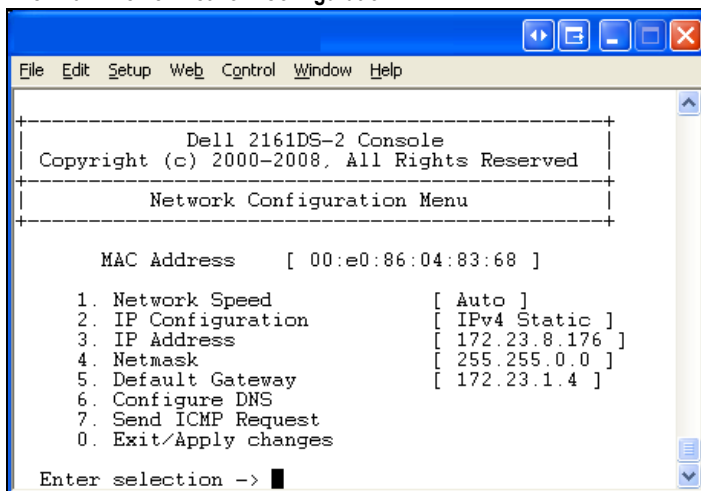 File Edit Setup Web Control Window Help
+------------------------------------------------+
| Dell 2161DS-2 Console |
| Copyright (c) 2000-2008, All Rights Reserved |
+------------------------------------------------+
| Network Configuration Menu |
+------------------------------------------------+
MAC Address [ 00:e0:86:04:83:68 ]
1. Network Speed [ Auto ]
2. IP Configuration [ IPv4 Static ]
3. IP Address [ 172.23.8.176 ]
4. Netmask [ 255.255.0.0 ]
5. Default Gateway [ 172.23.1.4 ]
6. Configure DNS
7. Send ICMP Request
0. Exit/Apply changes
Enter selection ->